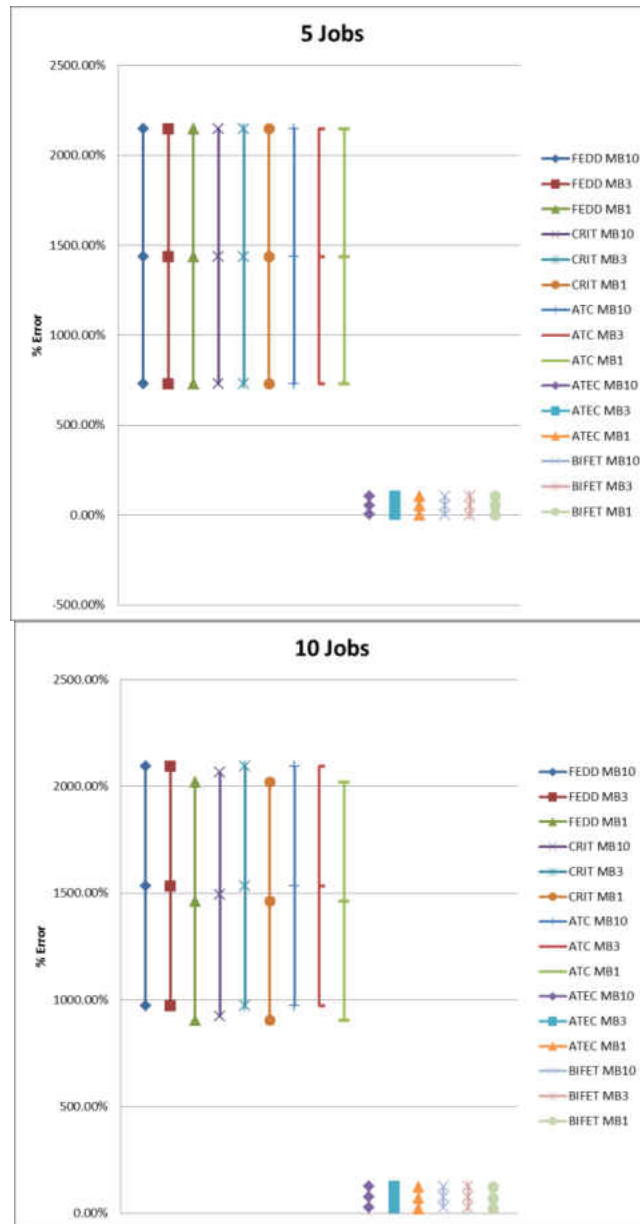 5 Jobs
2500.00%
2000.00%
1500.00%
1000.00%
500.00%
0.00%
-500.00%
% Error
FEDD MB10
FEDD MB3
FEDD MB1
CRIT MB10
CRIT MB3
CRIT MB1
ATC MB10
ATC MB3
ATC MB1
ATEC MB10
ATEC MB3
ATEC MB1
BIFET MB10
BIFET MB3
BIFET MB1
10 Jobs
2500.00%
2000.00%
1500.00%
1000.00%
500.00%
0.00%
% Error
FEDD MB10
FEDD MB3
FEDD MB1
CRIT MB10
CRIT MB3
CRIT MB1
ATC MB10
ATC MB3
ATC MB1
ATEC MB10
ATEC MB3
ATEC MB1
BIFET MB10
BIFET MB3
BIFET MB1